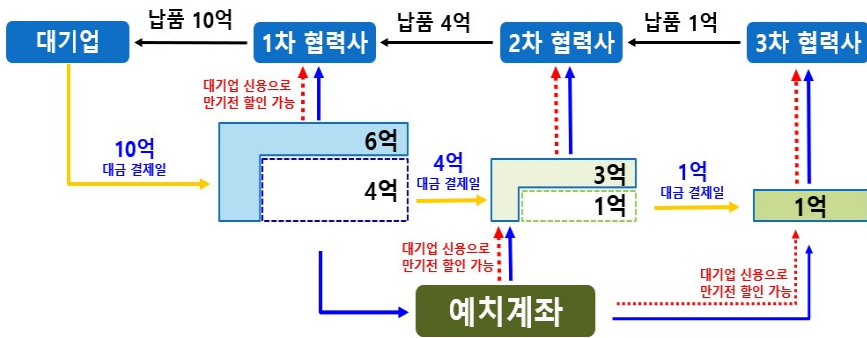 납품 10억
납품 4억
납품 1억
대기업
1차 협력사
2차 협력사
3차 협력사
대기업 신용으로
만기전 할인 가능
6억
4억
10억
대금 결제일
4억
대금 결제일
3억
1억
1억
대금 결제일
1억
대기업 신용으로
만기전 할인 가능
대기업 신용으로
만기전 할인 가능
예치계좌